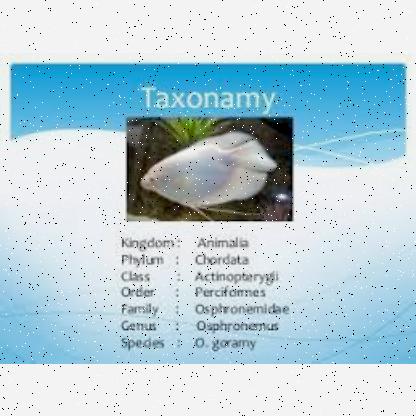 Taxonamy
Kingdom : Animalia
Phylum : Chordata
Class : Actinopterygii
Order : Perciformes
Family : Osphronemidae
Genus : Osphronemus
Species : O. goramy